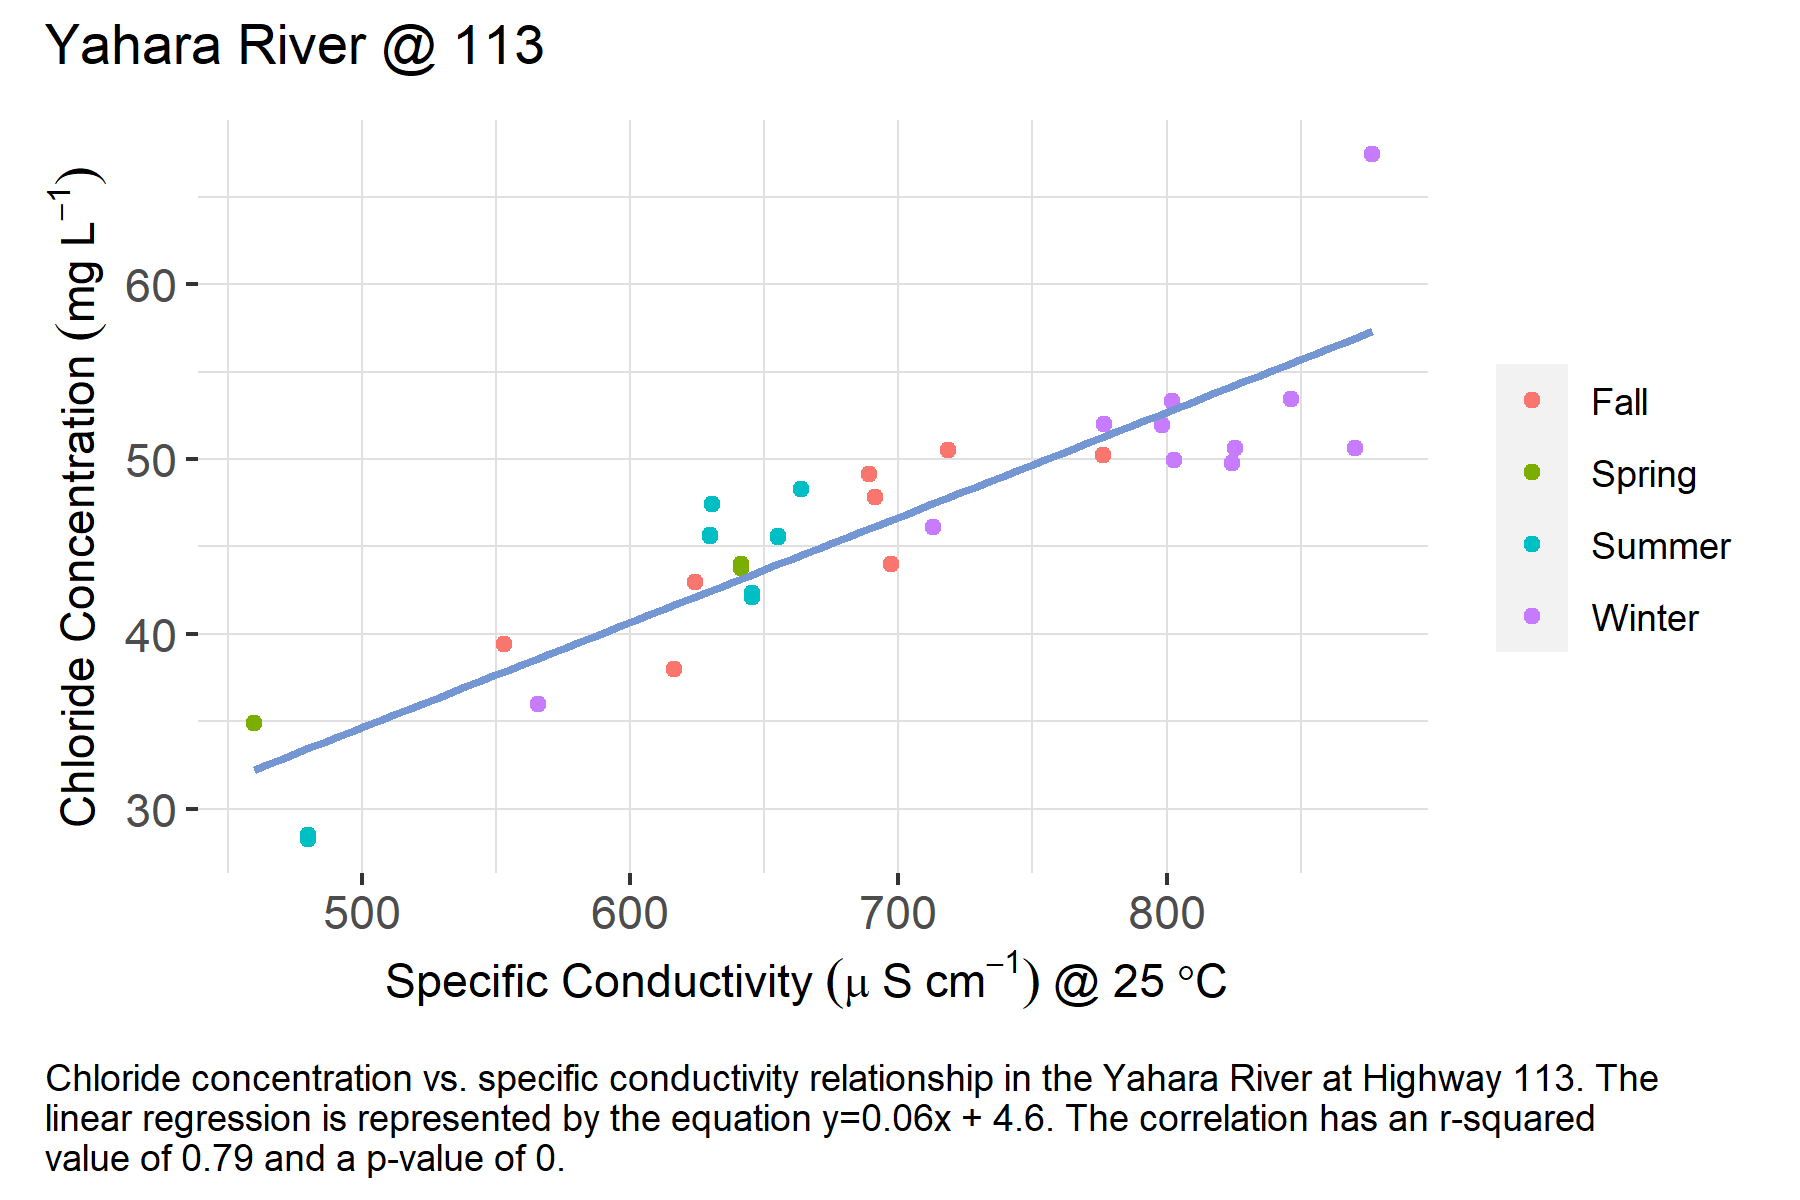 Yahara River @ 113
Chloride Concentration (mg L⁻¹)
60
50
40
30
500 600 700 800
Specific Conductivity (μ S cm⁻¹) @ 25 °C
Fall
Spring
Summer
Winter
Chloride concentration vs. specific conductivity relationship in the Yahara River at Highway 113. The
linear regression is represented by the equation y=0.06x + 4.6. The correlation has an r-squared
value of 0.79 and a p-value of 0.